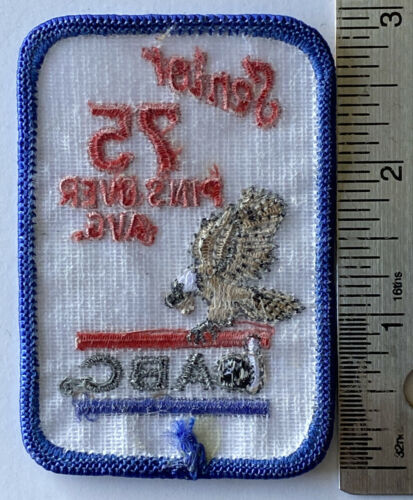 Senior
75
PINS OVER
AVG.
ABC
3
2
1
16ths